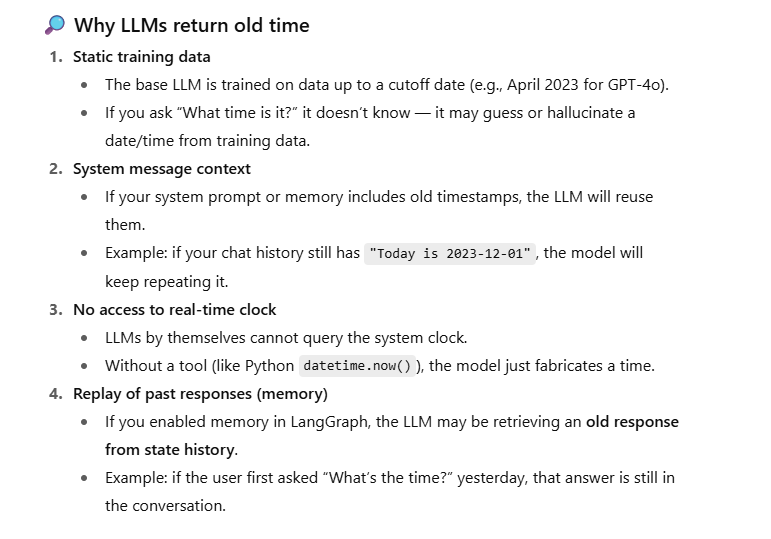 🔎 Why LLMs return old time
1. Static training data
• The base LLM is trained on data up to a cutoff date (e.g., April 2023 for GPT-4o).
• If you ask “What time is it?” it doesn’t know — it may guess or hallucinate a
date/time from training data.
2. System message context
• If your system prompt or memory includes old timestamps, the LLM will reuse
them.
• Example: if your chat history still has "Today is 2023-12-01", the model will
keep repeating it.
3. No access to real-time clock
• LLMs by themselves cannot query the system clock.
• Without a tool (like Python datetime.now()), the model just fabricates a time.
4. Replay of past responses (memory)
• If you enabled memory in LangGraph, the LLM may be retrieving an old response
from state history.
• Example: if the user first asked “What’s the time?” yesterday, that answer is still in
the conversation.